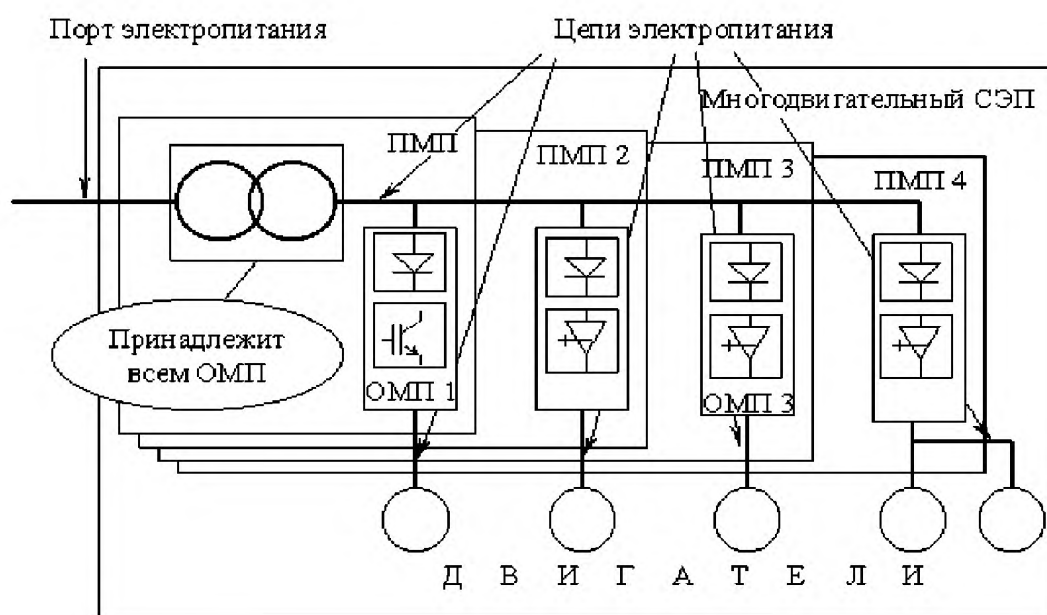 Порт электропитания
Цепи электропитания
Многодвигательный СЭП
ПМП
ПМП 2
ПМП 3
ПМП 4
Принадлежит
всем ОМП
ОМП 1
ОМП 3
Д В И Г А Т Е Л И